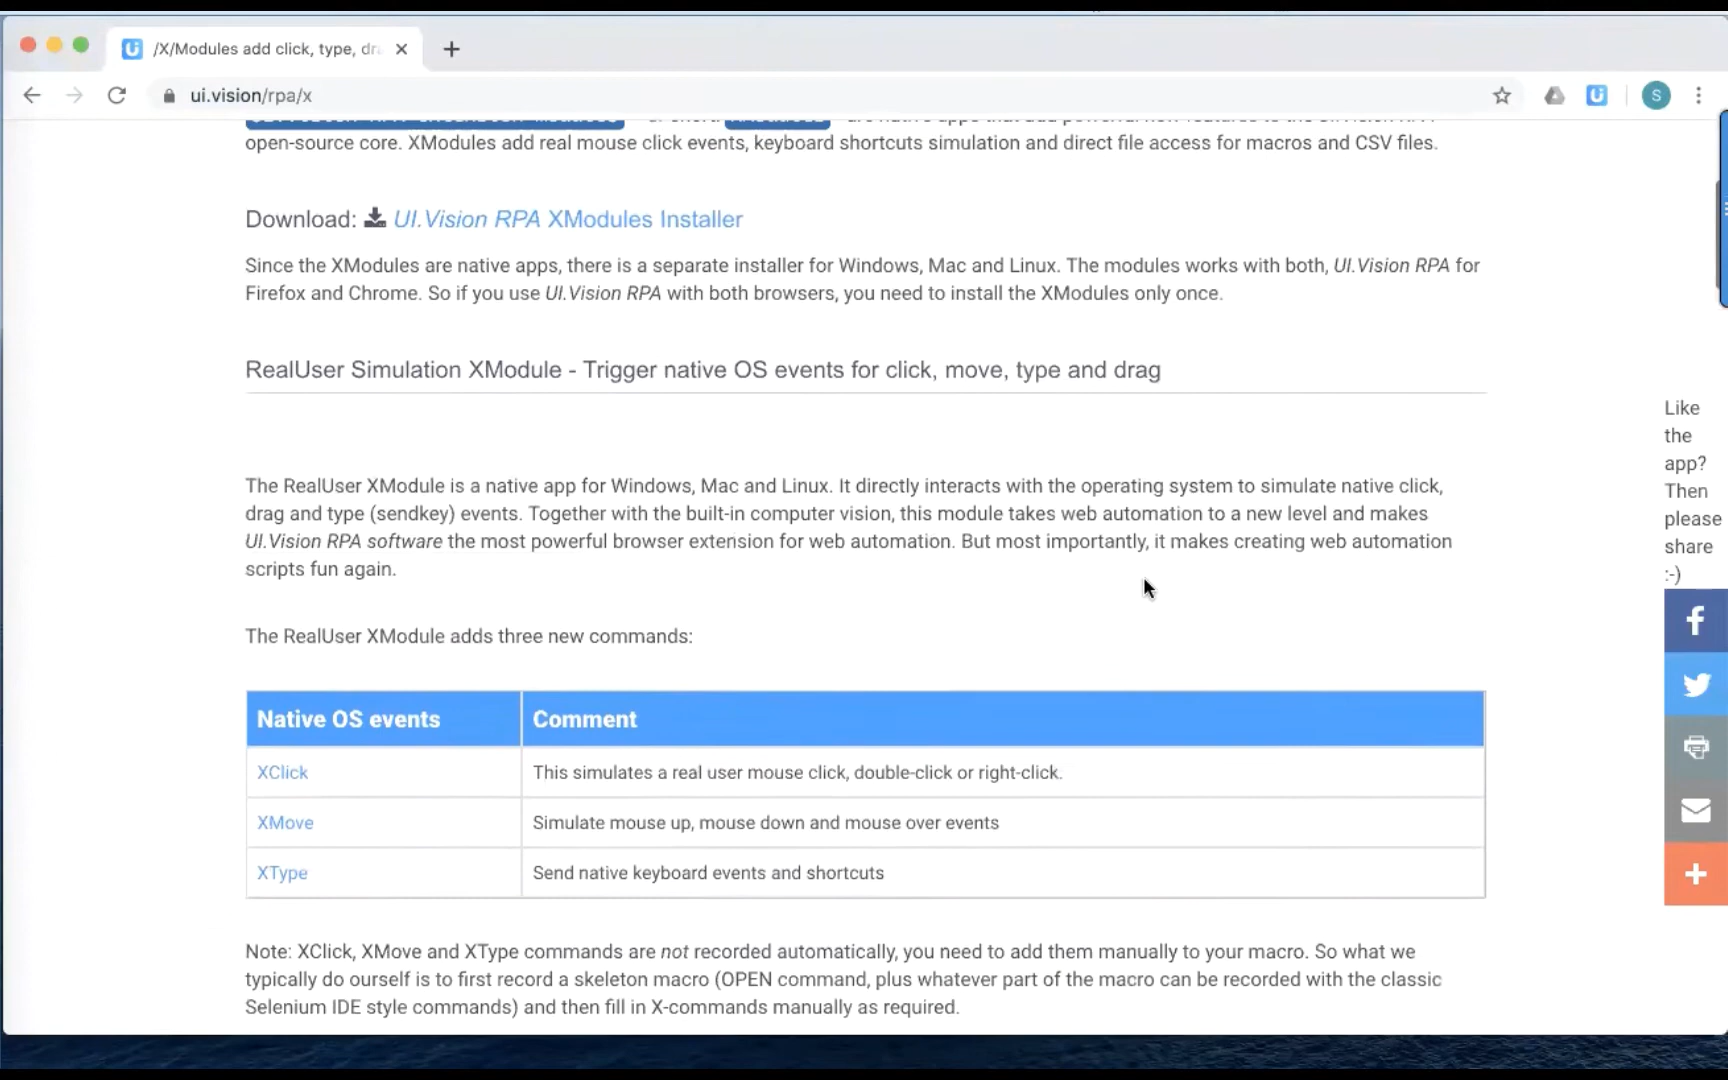 /X/Modules add click, type, dr
ui.vision/rpa/x
S
open-source core. XModules add real mouse click events, keyboard shortcuts simulation and direct file access for macros and CSV files.
Download: UI.Vision RPA XModules Installer
Since the XModules are native apps, there is a separate installer for Windows, Mac and Linux. The modules works with both, UI.Vision RPA for
Firefox and Chrome. So if you use UI.Vision RPA with both browsers, you need to install the XModules only once.
RealUser Simulation XModule - Trigger native OS events for click, move, type and drag
The RealUser XModule is a native app for Windows, Mac and Linux. It directly interacts with the operating system to simulate native click,
drag and type (sendkey) events. Together with the built-in computer vision, this module takes web automation to a new level and makes
UI.Vision RPA software the most powerful browser extension for web automation. But most importantly, it makes creating web automation
scripts fun again.
The RealUser XModule adds three new commands:
Native OS events Comment
XClick This simulates a real user mouse click, double-click or right-click.
XMove Simulate mouse up, mouse down and mouse over events
XType Send native keyboard events and shortcuts
Note: XClick, XMove and XType commands are not recorded automatically, you need to add them manually to your macro. So what we
typically do ourself is to first record a skeleton macro (OPEN command, plus whatever part of the macro can be recorded with the classic
Selenium IDE style commands) and then fill in X-commands manually as required.
Like
the
app?
Then
please
share
:-)